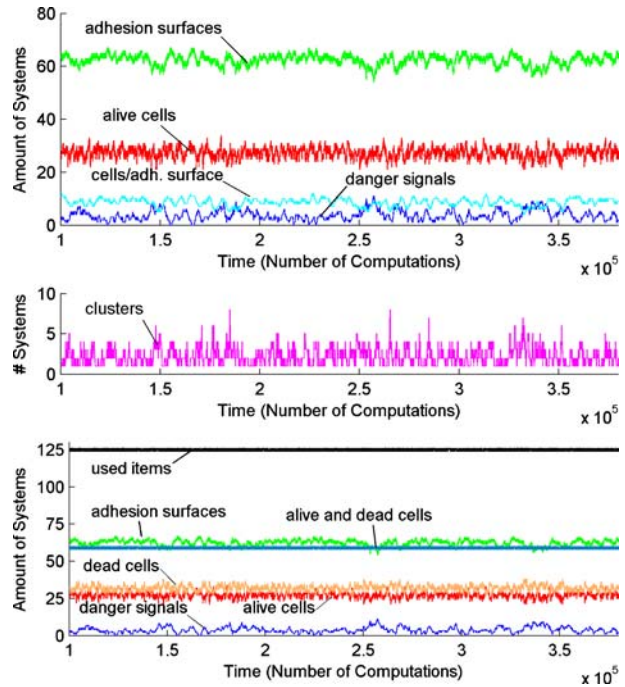 80
60
40
20
0
Amount of Systems
adhesion surfaces
alive cells
cells/adh. surface
danger signals
1 1.5 2 2.5 3 3.5
Time (Number of Computations)
x 10^5
10
5
0
# Systems
clusters
1 1.5 2 2.5 3 3.5
Time (Number of Computations)
x 10^5
125
100
75
50
25
0
Amount of Systems
used items
adhesion surfaces
alive and dead cells
dead cells
danger signals
alive cells
1 1.5 2 2.5 3 3.5
Time (Number of Computations)
x 10^5